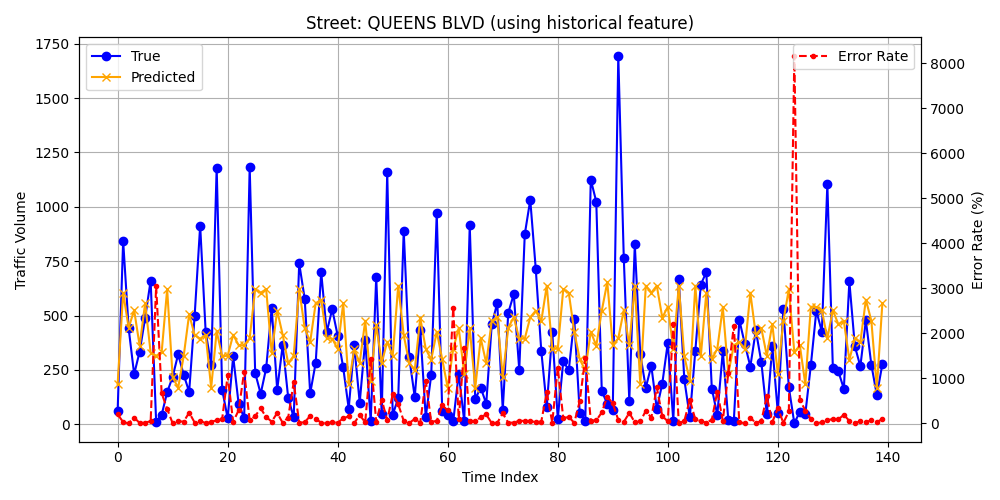 Street: QUEENS BLVD (using historical feature)
True
Predicted
Error Rate
1750
1500
1250
1000
750
500
250
0
Traffic Volume
8000
7000
6000
5000
4000
3000
2000
1000
0
Error Rate (%)
0 20 40 60 80 100 120 140
Time Index